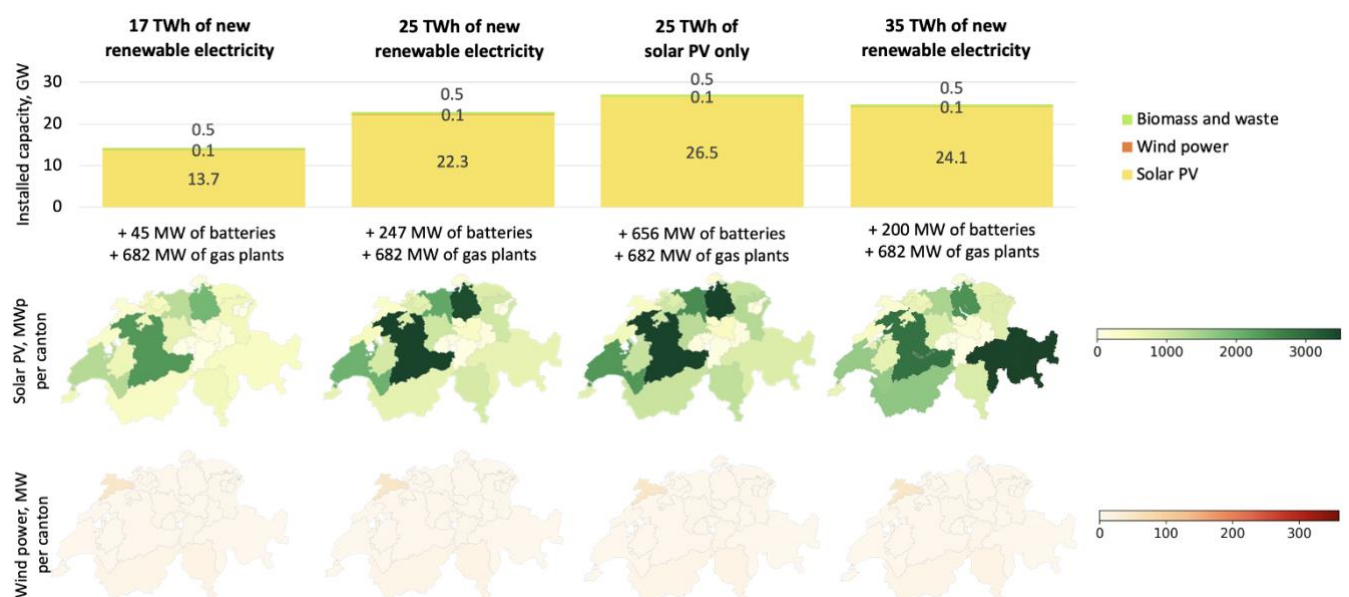 17 TWh of new
renewable electricity
25 TWh of new
renewable electricity
25 TWh of
solar PV only
35 TWh of new
renewable electricity
Installed capacity, GW
30
20
10
0
0.5
0.1
13.7
0.5
0.1
22.3
0.5
0.1
26.5
0.5
0.1
24.1
Biomass and waste
Wind power
Solar PV
+ 45 MW of batteries
+ 682 MW of gas plants
+ 247 MW of batteries
+ 682 MW of gas plants
+ 656 MW of batteries
+ 682 MW of gas plants
+ 200 MW of batteries
+ 682 MW of gas plants
Solar PV, MWp
per canton
0 1000 2000 3000
Wind power, MW
per canton
0 100 200 300